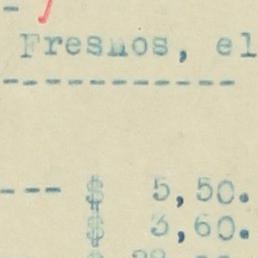 Fresnos, el
----------
--- $ 5,50.
$ 3,60.